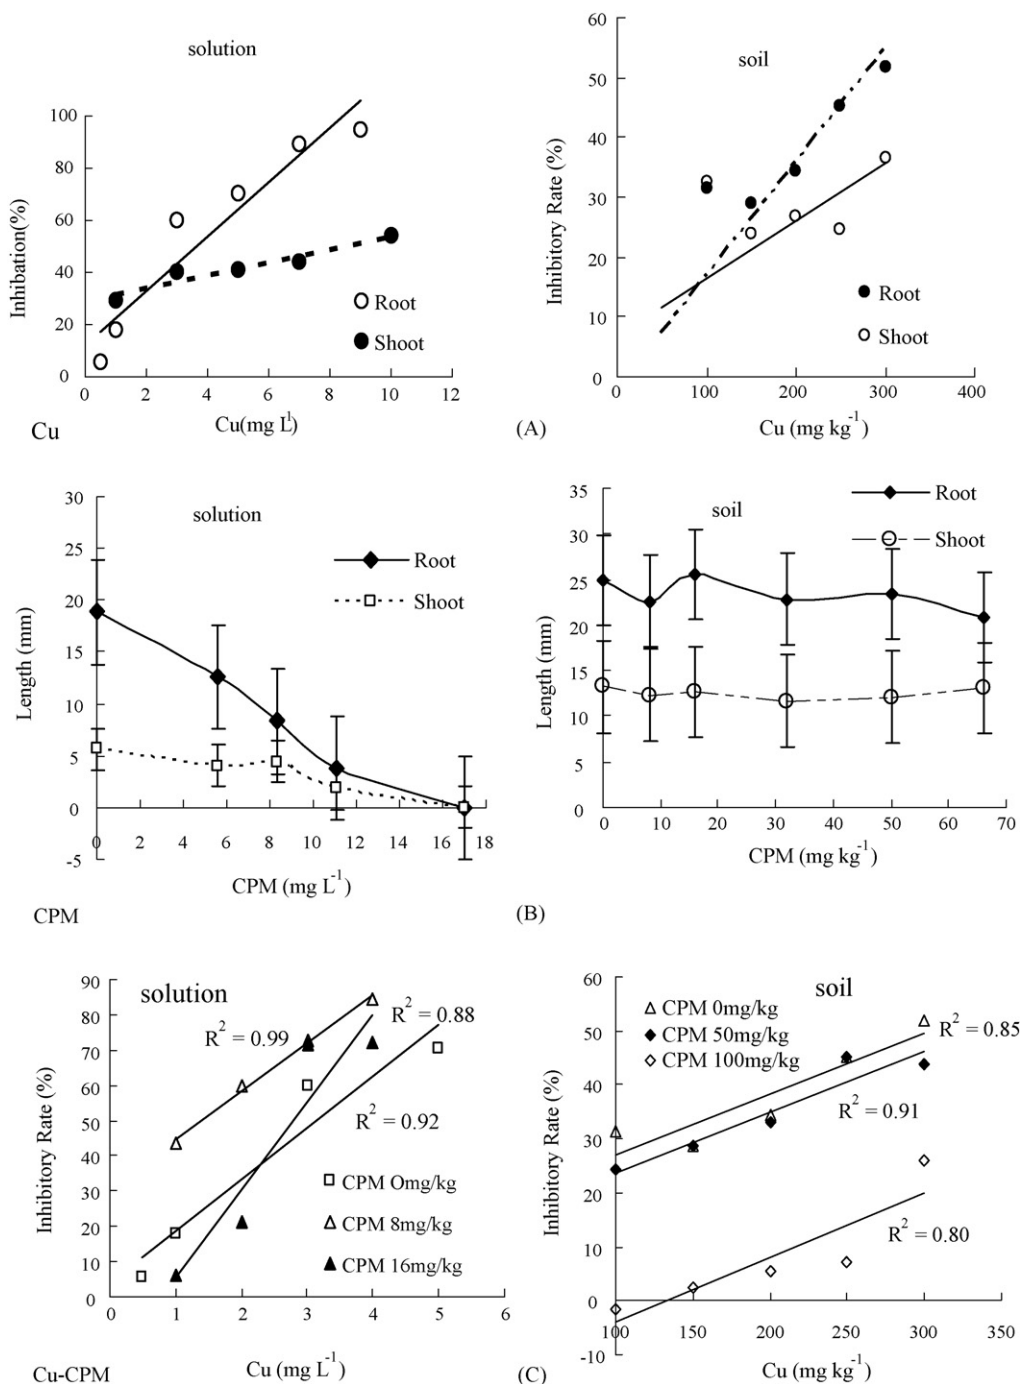 solution
100
80
60
40
20
0
Inhibation(%)
Root
Shoot
0 2 4 6 8 10 12
Cu(mg L¹)
Cu
soil
60
50
40
30
20
10
0
Inhibitory Rate (%)
Root
Shoot
0 100 200 300 400
Cu (mg kg⁻¹)
(A)
solution
30
25
20
15
10
5
0
-5
Length (mm)
Root
Shoot
0 2 4 6 8 10 12 14 16 18
CPM (mg L⁻¹)
CPM
soil
35
30
25
20
15
10
5
0
Length (mm)
Root
Shoot
0 10 20 30 40 50 60 70
CPM (mg kg⁻¹)
(B)
solution
90
80
70
60
50
40
30
20
10
0
Inhibitory Rate (%)
R² = 0.99
R² = 0.88
R² = 0.92
CPM Omg/kg
CPM 8mg/kg
CPM 16mg/kg
0 1 2 3 4 5 6
Cu (mg L⁻¹)
Cu-CPM
soil
60
50
40
30
20
10
0
-10
Inhibitory Rate (%)
CPM 0mg/kg
CPM 50mg/kg
CPM 100mg/kg
R² = 0.85
R² = 0.91
R² = 0.80
100 150 200 250 300 350
Cu (mg kg⁻¹)
(C)